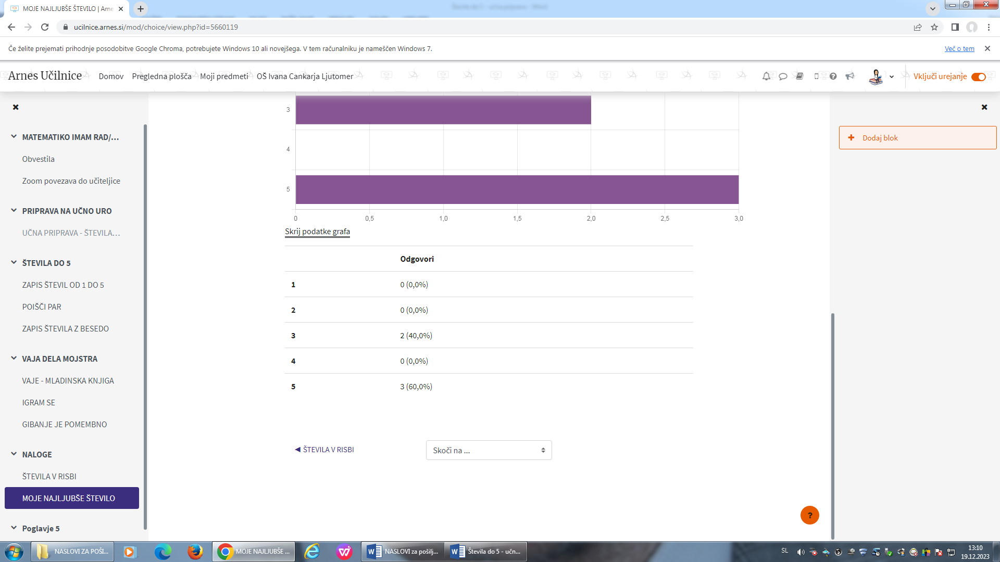 MOJE NAJLJUBŠE ŠTEVILO | Arne
ucilnice.arnes.si/mod/choice/view.php?id=5660119
Če želite prejemati prihodnje posodobitve Google Chroma, potrebujete Windows 10 ali novejšega. V tem računalniku je nameščen Windows 7.
Več o tem
Arnes Učilnice
Domov
Pregledna plošča
Moji predmeti
OŠ Ivana Cankarja Ljutomer
Vključi urejanje
MATEMATIKO IMAM RAD/...
Obvestila
Zoom povezava do učiteljice
PRIPRAVA NA UČNO URO
UČNA PRIPRAVA - ŠTEVILA...
ŠTEVILA DO 5
ZAPIS ŠTEVIL OD 1 DO 5
POIŠČI PAR
ZAPIS ŠTEVILA Z BESEDO
VAJA DELA MOJSTRA
VAJE - MLADINSKA KNJIGA
IGRAM SE
GIBANJE JE POMEMBNO
NALOGE
ŠTEVILA V RISBI
MOJE NAJLJUBŠE ŠTEVILO
Poglavje 5
3
4
5
0 0,5 1,0 1,5 2,0 2,5 3,0
Skrij podatke grafa
Odgovori
1 0 (0,0%)
2 0 (0,0%)
3 2 (40,0%)
4 0 (0,0%)
5 3 (60,0%)
◄ ŠTEVILA V RISBI
Skoči na ...
Dodaj blok
?
NASLOVI ZA POŠI...
MOJE NAJLJUBŠE ...
NASLOVI za pošilj...
Števila do 5 - učn...
SL
13:10
19.12.2023